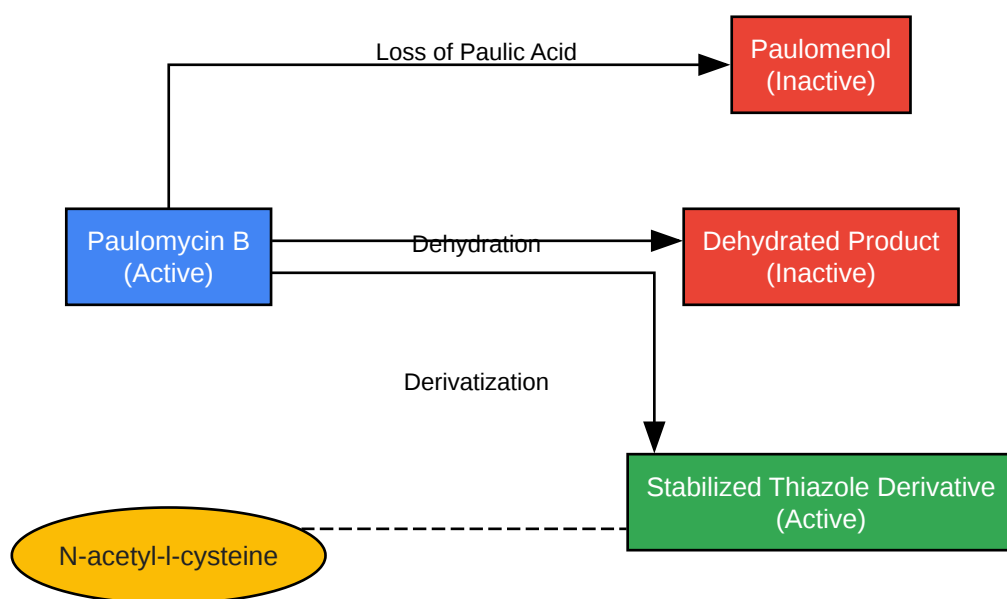 Loss of Paulic Acid
Paulomenol
(Inactive)
Paulomycin B
(Active)
Dehydration
Dehydrated Product
(Inactive)
Derivatization
Stabilized Thiazole Derivative
(Active)
N-acetyl-l-cysteine